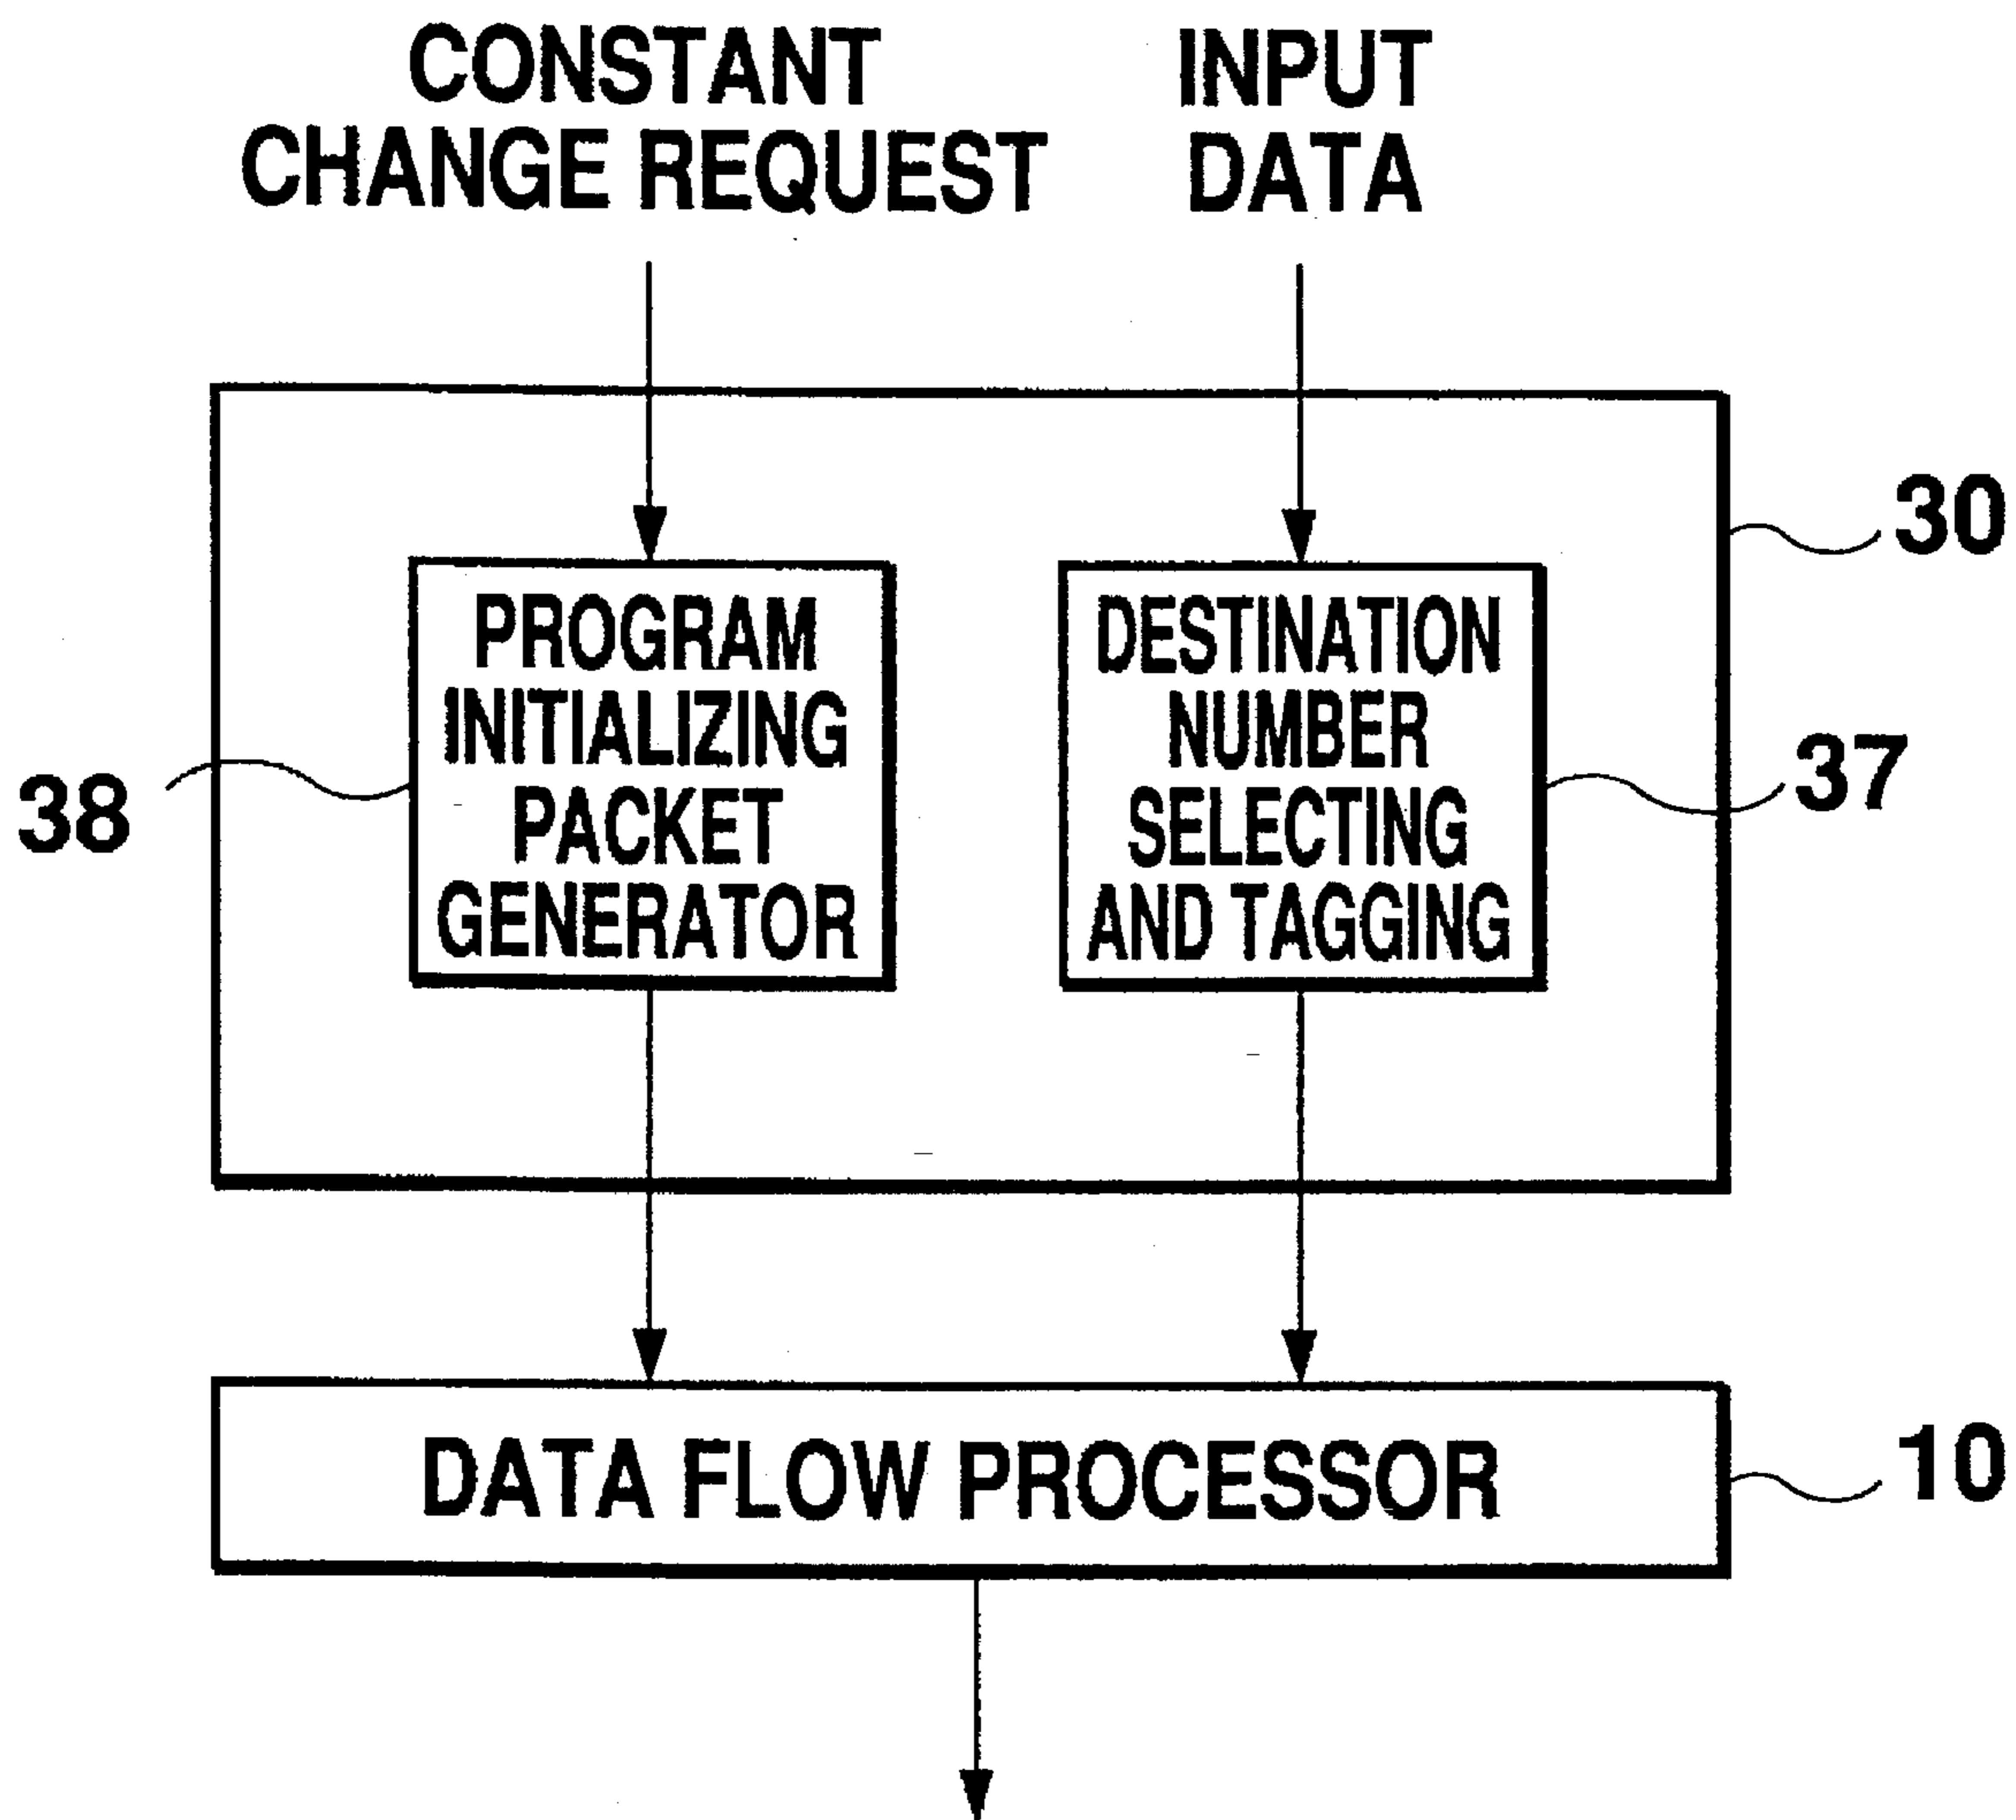 CONSTANT
CHANGE REQUEST
INPUT
DATA
30
PROGRAM
INITIALIZING
PACKET
GENERATOR
38
DESTINATION
NUMBER
SELECTING
AND TAGGING
37
DATA FLOW PROCESSOR
10